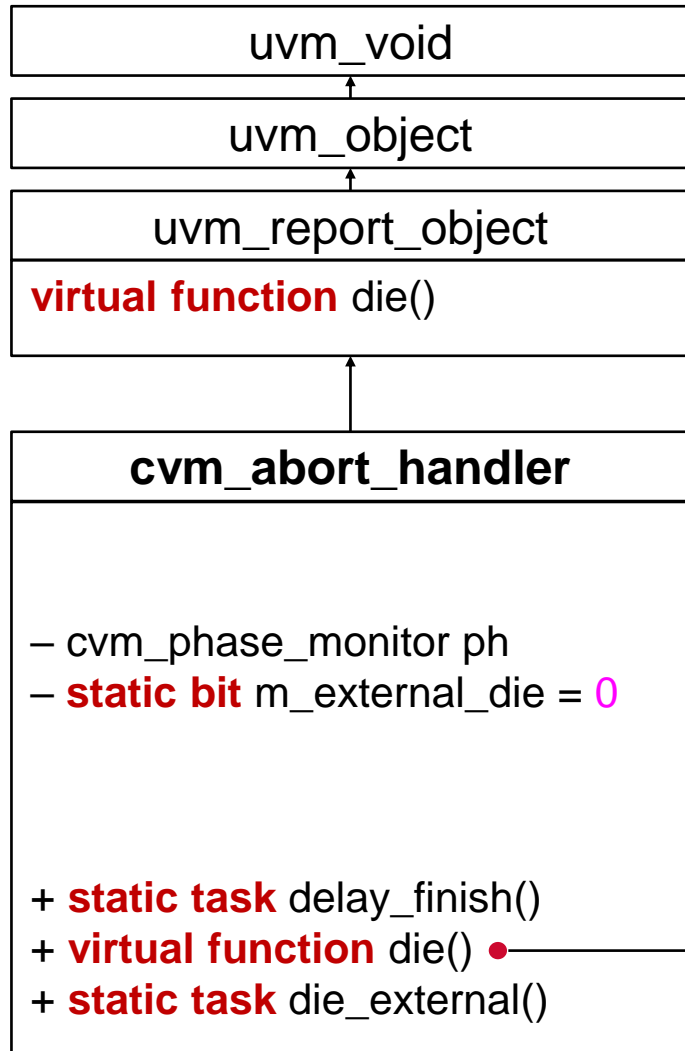 uvm_void
uvm_object
uvm_report_object
virtual function die()
cvm_abort_handler
– cvm_phase_monitor ph
– static bit m_external_die = 0
+ static task delay_finish()
+ virtual function die()
+ static task die_external()